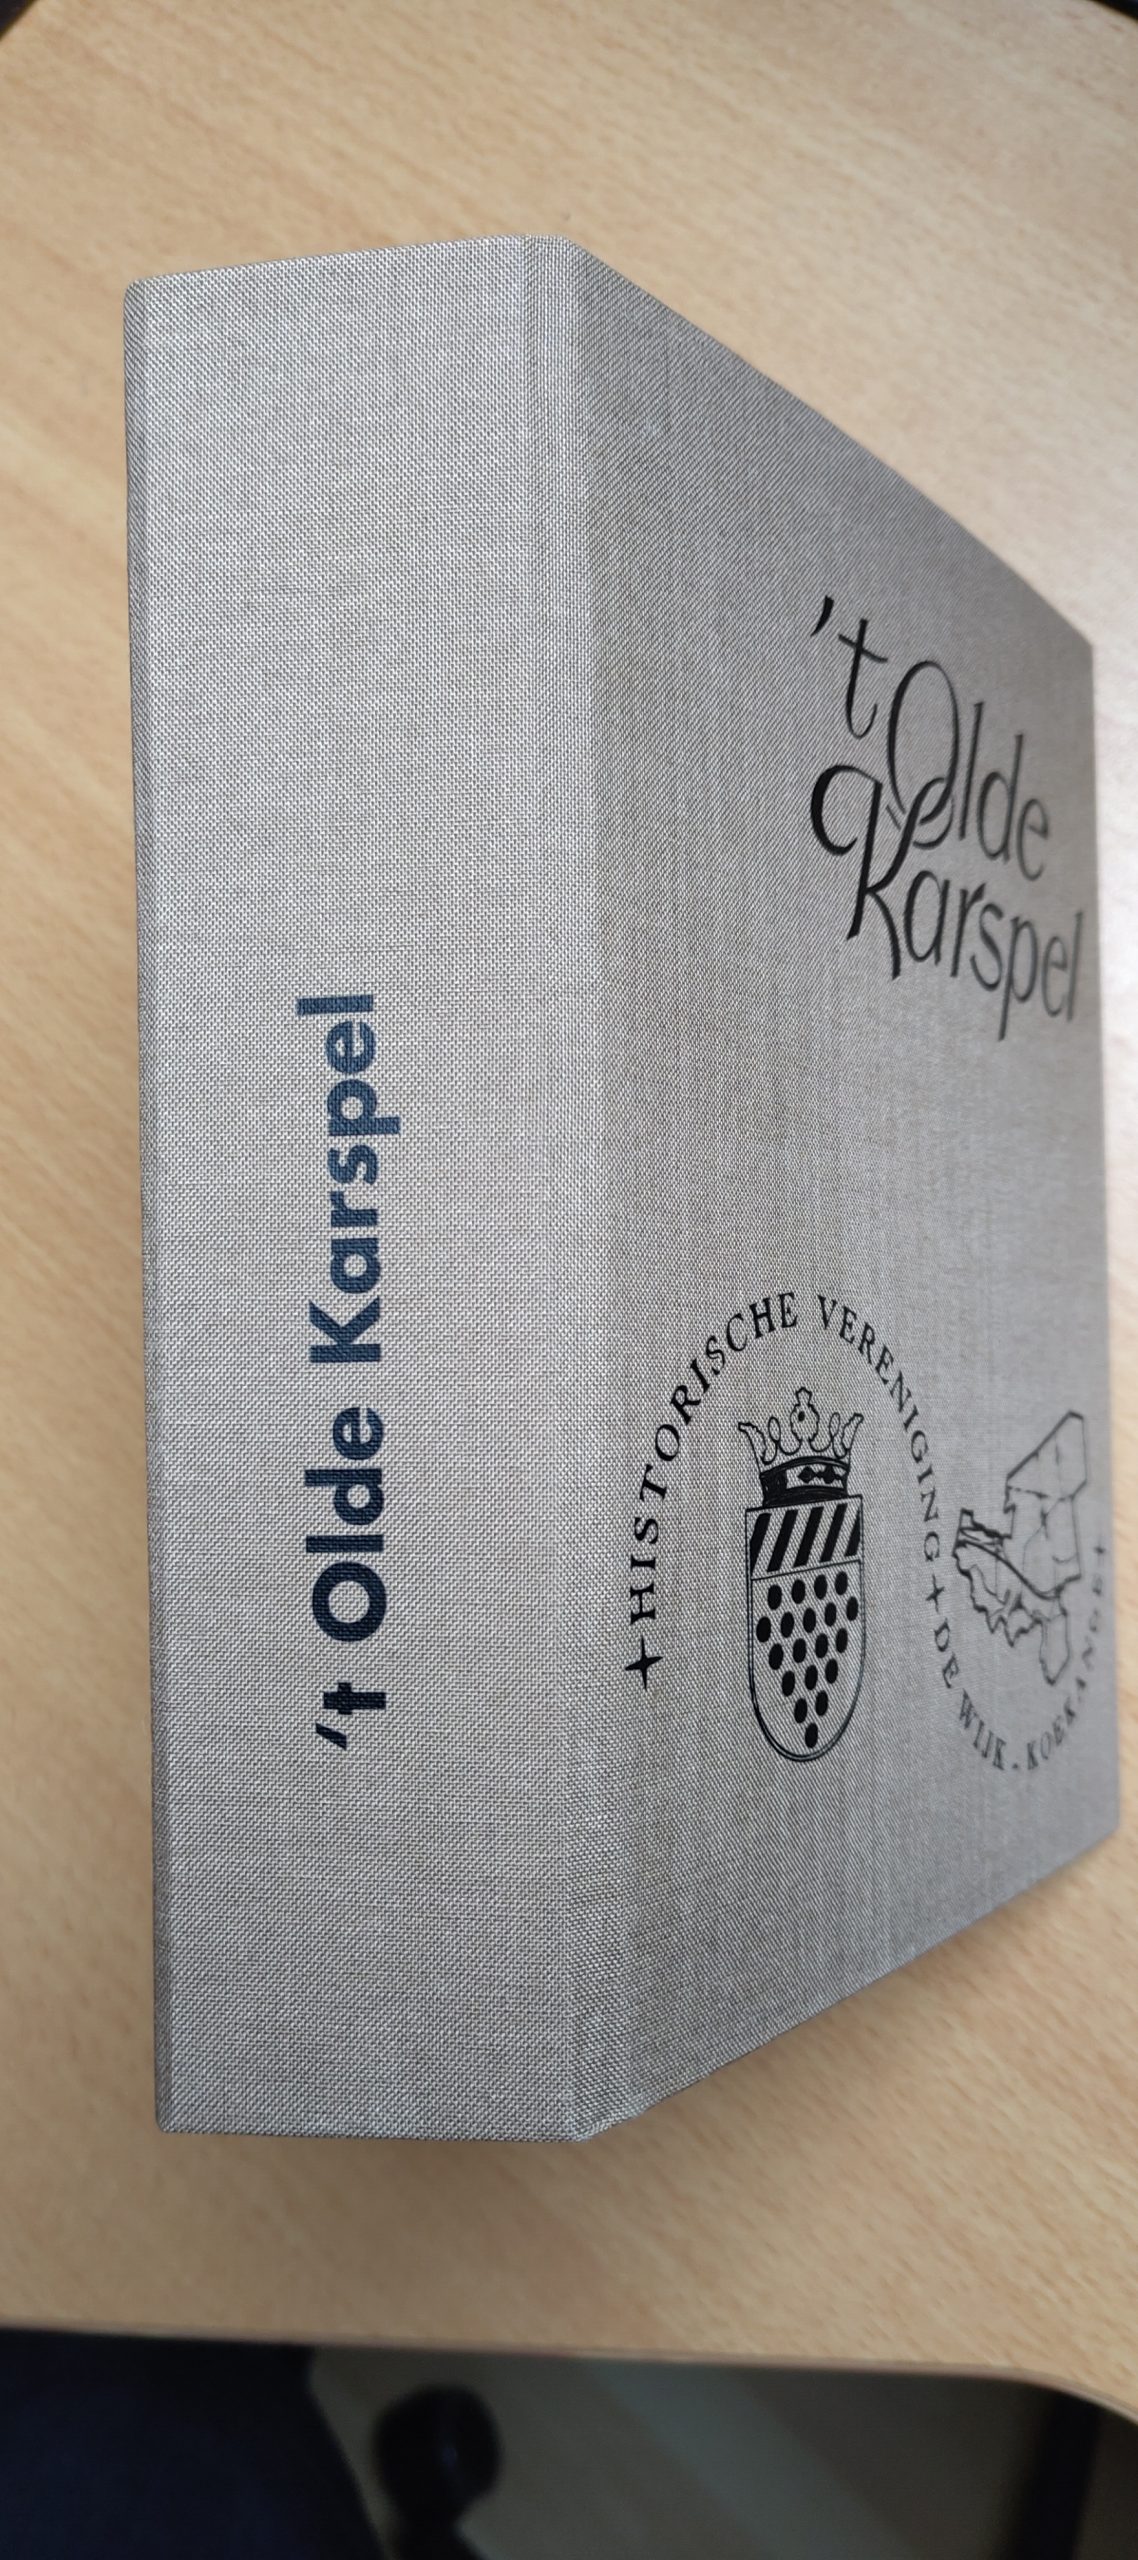 't Olde Karspel
't Olde
Karspel
HISTORISCHE VERENIGING
DE WIJK - KOEKANGE